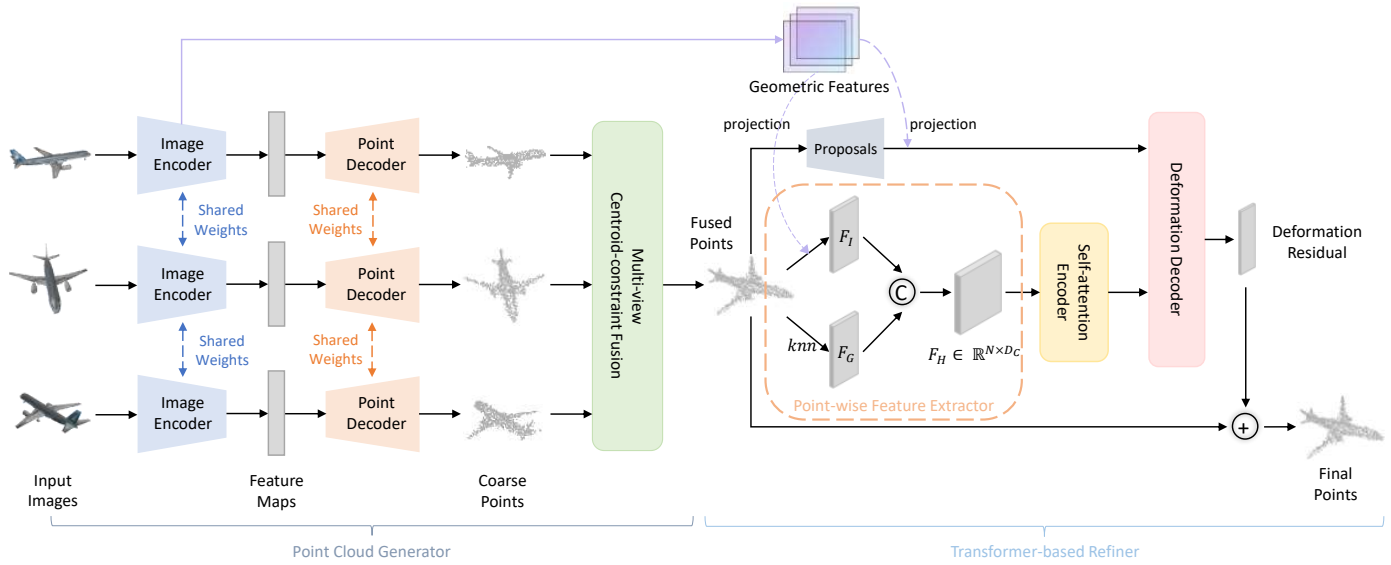 Geometric Features
projection
projection
Image
Encoder
Point
Decoder
Proposals
Shared
Weights
Shared
Weights
Fused
Points
Image
Encoder
Point
Decoder
Multi-view
Centroid-constraint Fusion
F_I
C
knn
F_G
F_H ∈ ℝ^{N×D_C}
Point-wise Feature Extractor
Self-attention
Encoder
Deformation Decoder
Deformation
Residual
Shared
Weights
Shared
Weights
Image
Encoder
Point
Decoder
+
Input
Images
Feature
Maps
Coarse
Points
Final
Points
Point Cloud Generator
Transformer-based Refiner